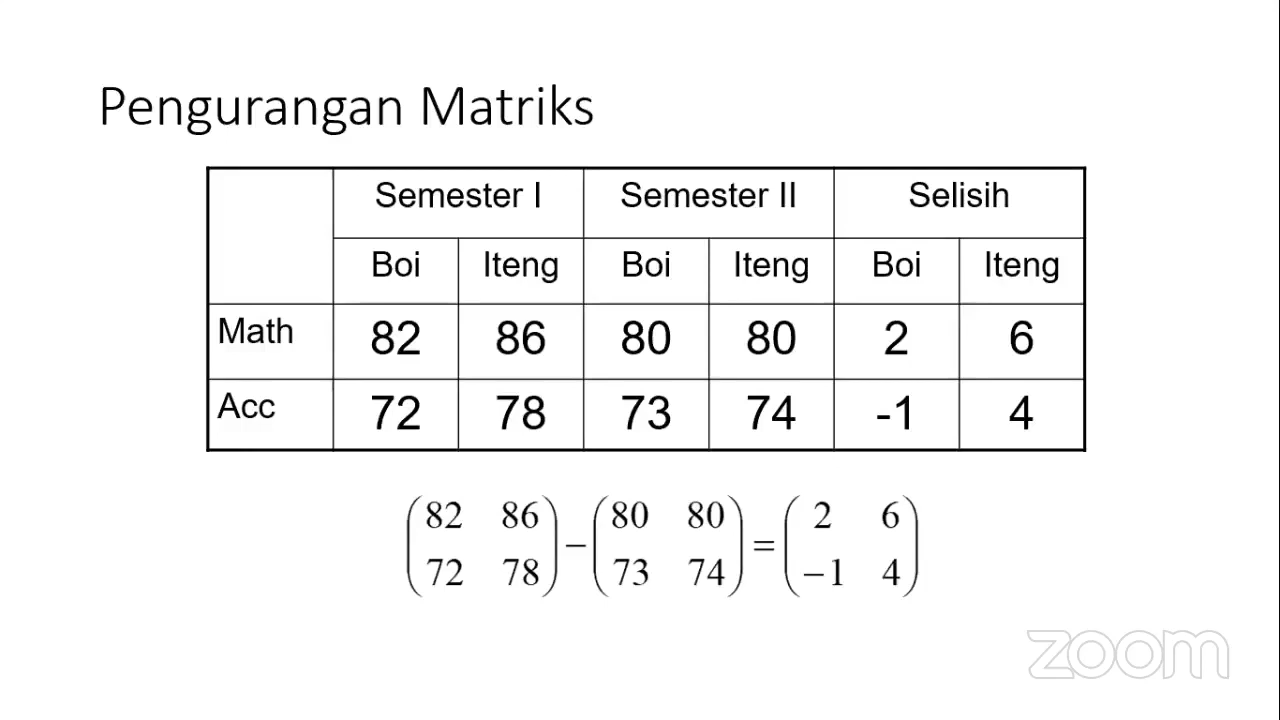 Pengurangan Matriks
Semester I Semester II Selisih
Boi Iteng Boi Iteng Boi Iteng
Math 82 86 80 80 2 6
Acc 72 78 73 74 -1 4
82 86 80 80 2 6
− =
72 78 73 74 −1 4
zoom